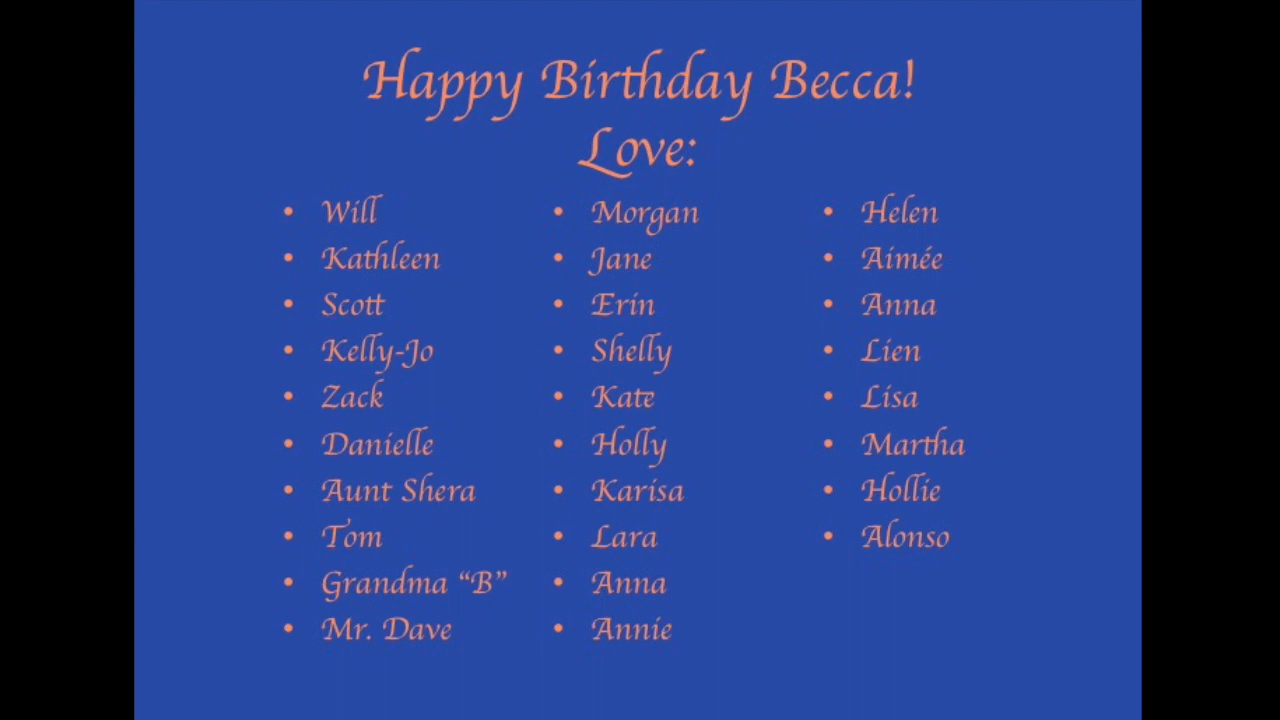 Happy Birthday Becca!
Love:
• Will
• Kathleen
• Scott
• Kelly-Jo
• Zack
• Danielle
• Aunt Shera
• Tom
• Grandma “B”
• Mr. Dave
• Morgan
• Jane
• Erin
• Shelly
• Kate
• Holly
• Karisa
• Lara
• Anna
• Annie
• Helen
• Aimée
• Anna
• Lien
• Lisa
• Martha
• Hollie
• Alonso